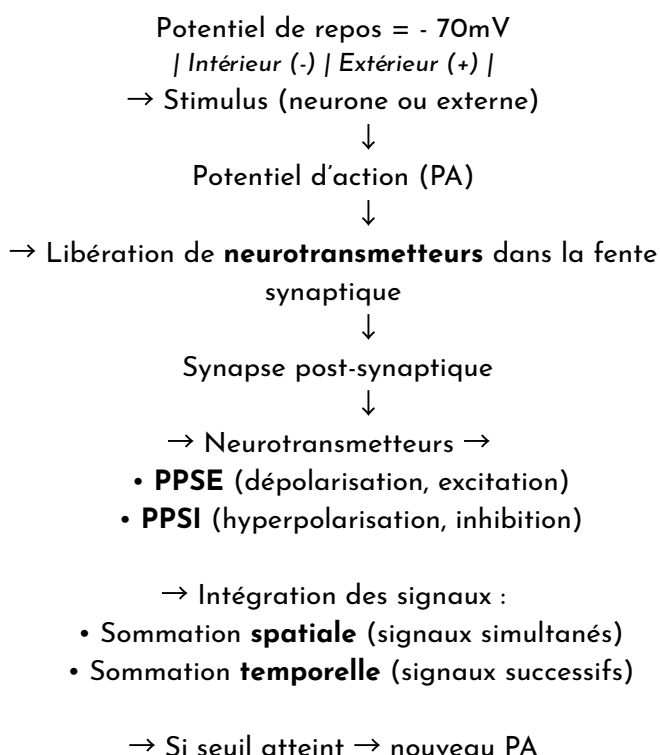 Potentiel de repos = - 70mV
| Intérieur (-) | Extérieur (+) |
→ Stimulus (neurone ou externe)
↓
Potentiel d'action (PA)
↓
→ Libération de neurotransmetteurs dans la fente
synaptique
↓
Synapse post-synaptique
↓
→ Neurotransmetteurs →
• PPSE (dépolarisation, excitation)
• PPSI (hyperpolarisation, inhibition)
→ Intégration des signaux :
• Sommation spatiale (signaux simultanés)
• Sommation temporelle (signaux successifs)
→ Si seuil atteint → nouveau PA